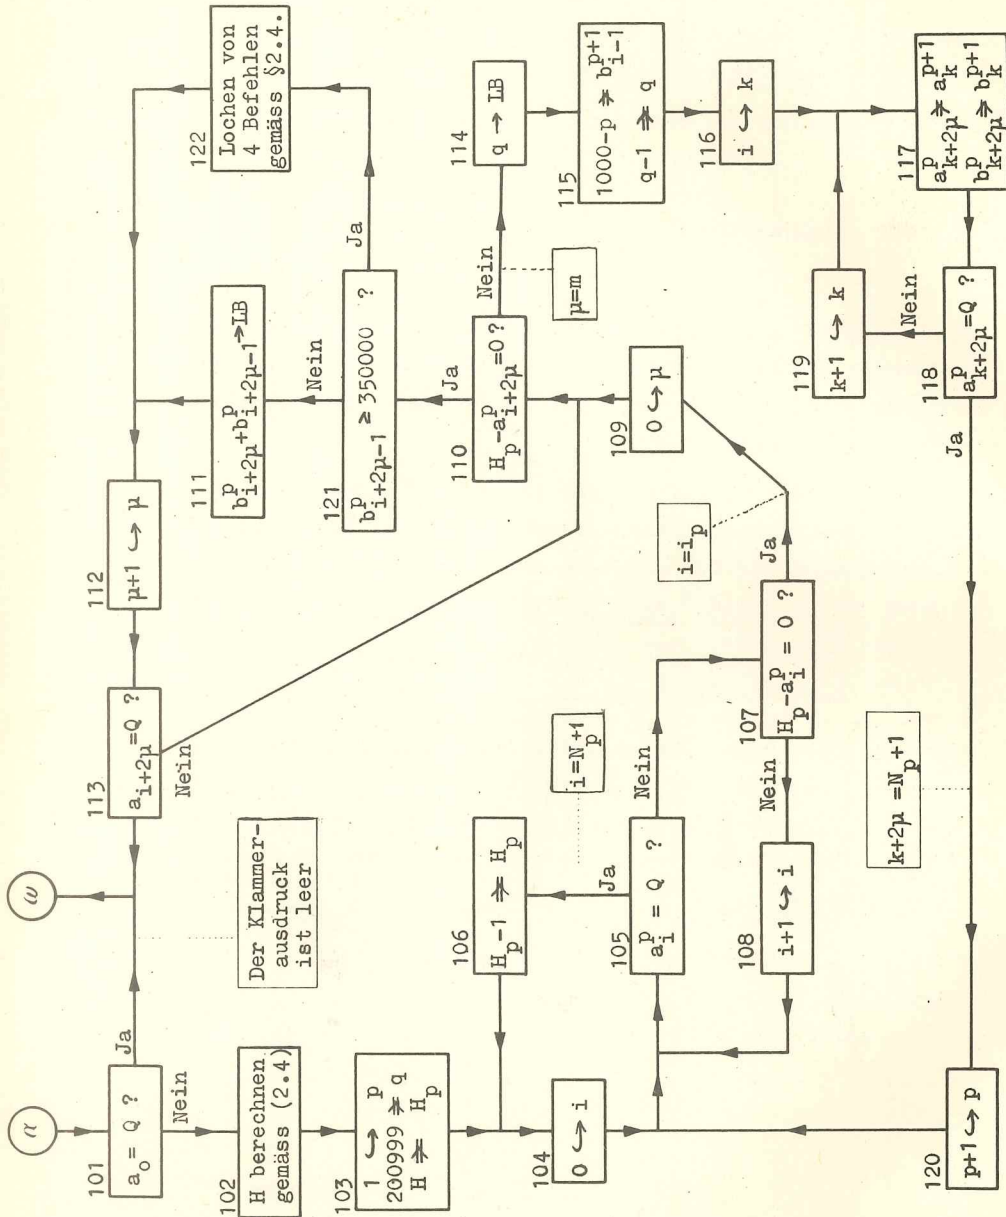 α
101
a₀ = Q ?
Ja
Nein
102
H berechnen
gemäss (2.4)
103
1 ↪ p
200999 ⇛ q
H ⇛ H_p
104
0 ↪ i
ω
Der Klammer-
ausdruck
ist leer
106
H_p-1 ⇛ H_p
105
a_i^p = Q ?
Ja
Nein
i=N_p+1
108
i+1 ↪ i
107
H_p-a_i^p = 0 ?
Nein
Ja
i=i_p
109
0 ↪ μ
110
H_p-a_{i+2μ}^p=0?
Ja
Nein
μ=m
121
b_{i+2μ-1}^p ≥ 350000 ?
Nein
Ja
111
b_{i+2μ}^p+b_{i+2μ-1}^p→LB
122
Lochen von
4 Befehlen
gemäss §2.4.
112
μ+1 ↪ μ
113
a_{i+2μ}=Q ?
Nein
114
q → LB
115
1000-p ⇛ b_{i-1}^{p+1}
q-1 ⇛ q
116
i ↪ k
117
a_{k+2μ}^p ⇛ a_k^{p+1}
b_{k+2μ}^p ⇛ b_k^{p+1}
118
a_{k+2μ}^p=Q ?
Nein
Ja
119
k+1 ↪ k
k+2μ =N_p+1
120
p+1 ↪ p